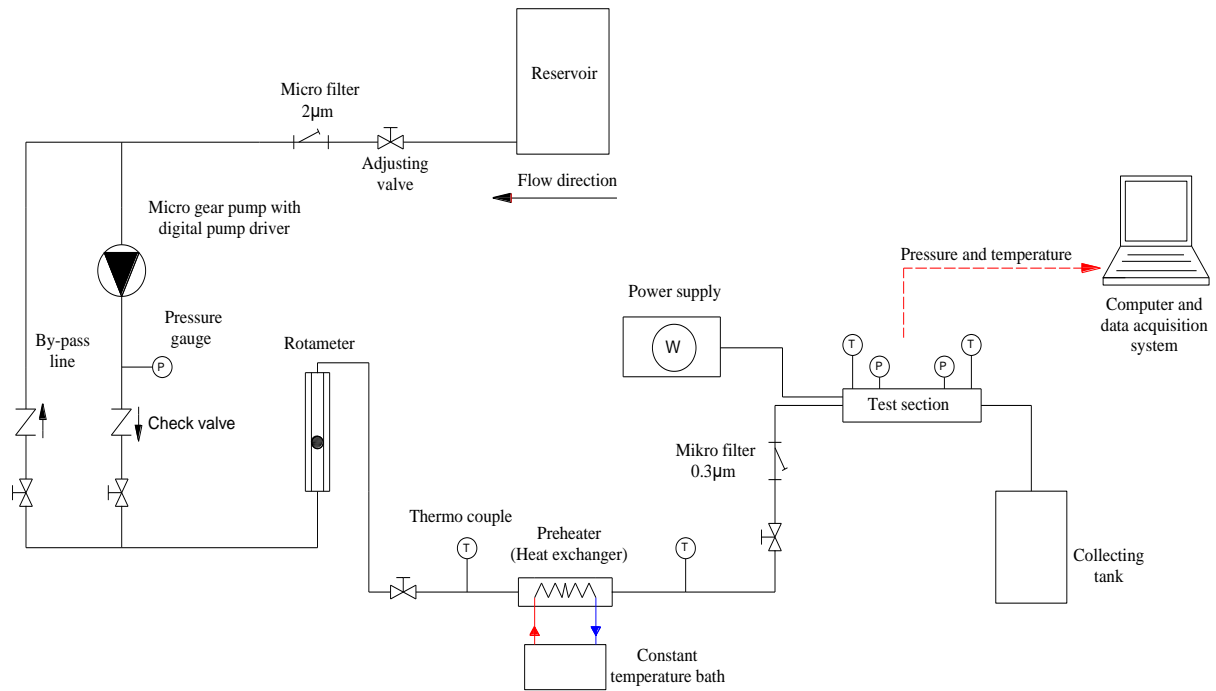 Reservoir
Micro filter
2μm
Adjusting
valve
Flow direction
Micro gear pump with
digital pump driver
Pressure and temperature
Power supply
W
Computer and
data acquisition
system
Pressure
gauge
P
By-pass
line
Rotameter
T
P
P
T
Test section
Check valve
Mikro filter
0.3μm
Thermo couple
T
Preheater
(Heat exchanger)
T
Collecting
tank
Constant
temperature bath